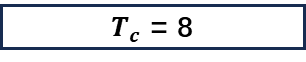 T_c = 8